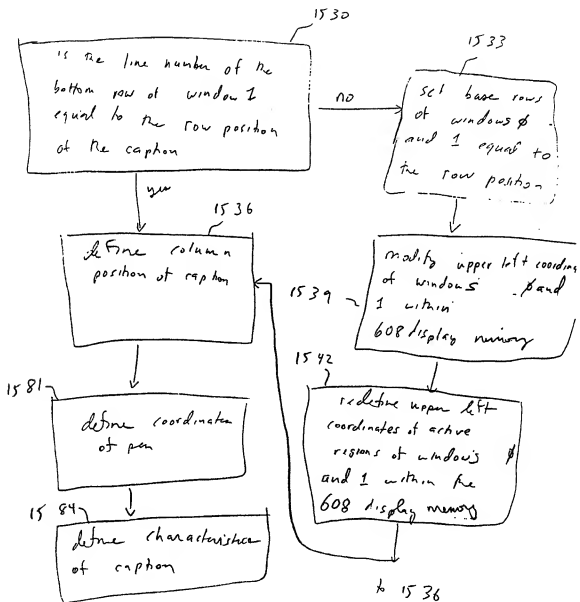 1530
is the line number of the
bottom row of window 1
equal to the row position
of the caption
no
yes
1533
set base rows
of windows 0
and 1 equal to
the row position
1536
define column
position of caption
modify upper left coordina
of windows 0 and
1 within
608 display memory
1539
1542
redefine upper left
coordinates of active
regions of windows 0
and 1 within the
608 display memory
1581
define coordinates
of pen
1584
define characteristics
of caption
to 1536